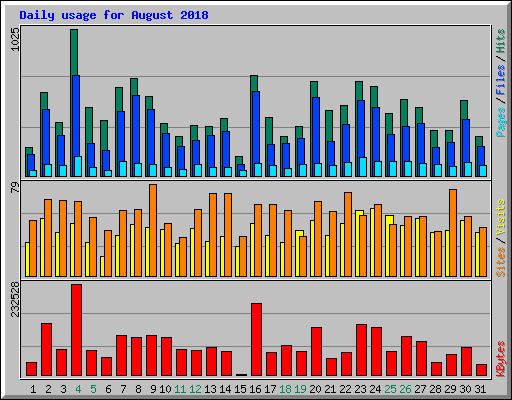 Daily usage for August 2018
1025
Pages / Files / Hits
79
Sites / Visits
232528
KBytes
1 2 3 4 5 6 7 8 9 10 11 12 13 14 15 16 17 18 19 20 21 22 23 24 25 26 27 28 29 30 31